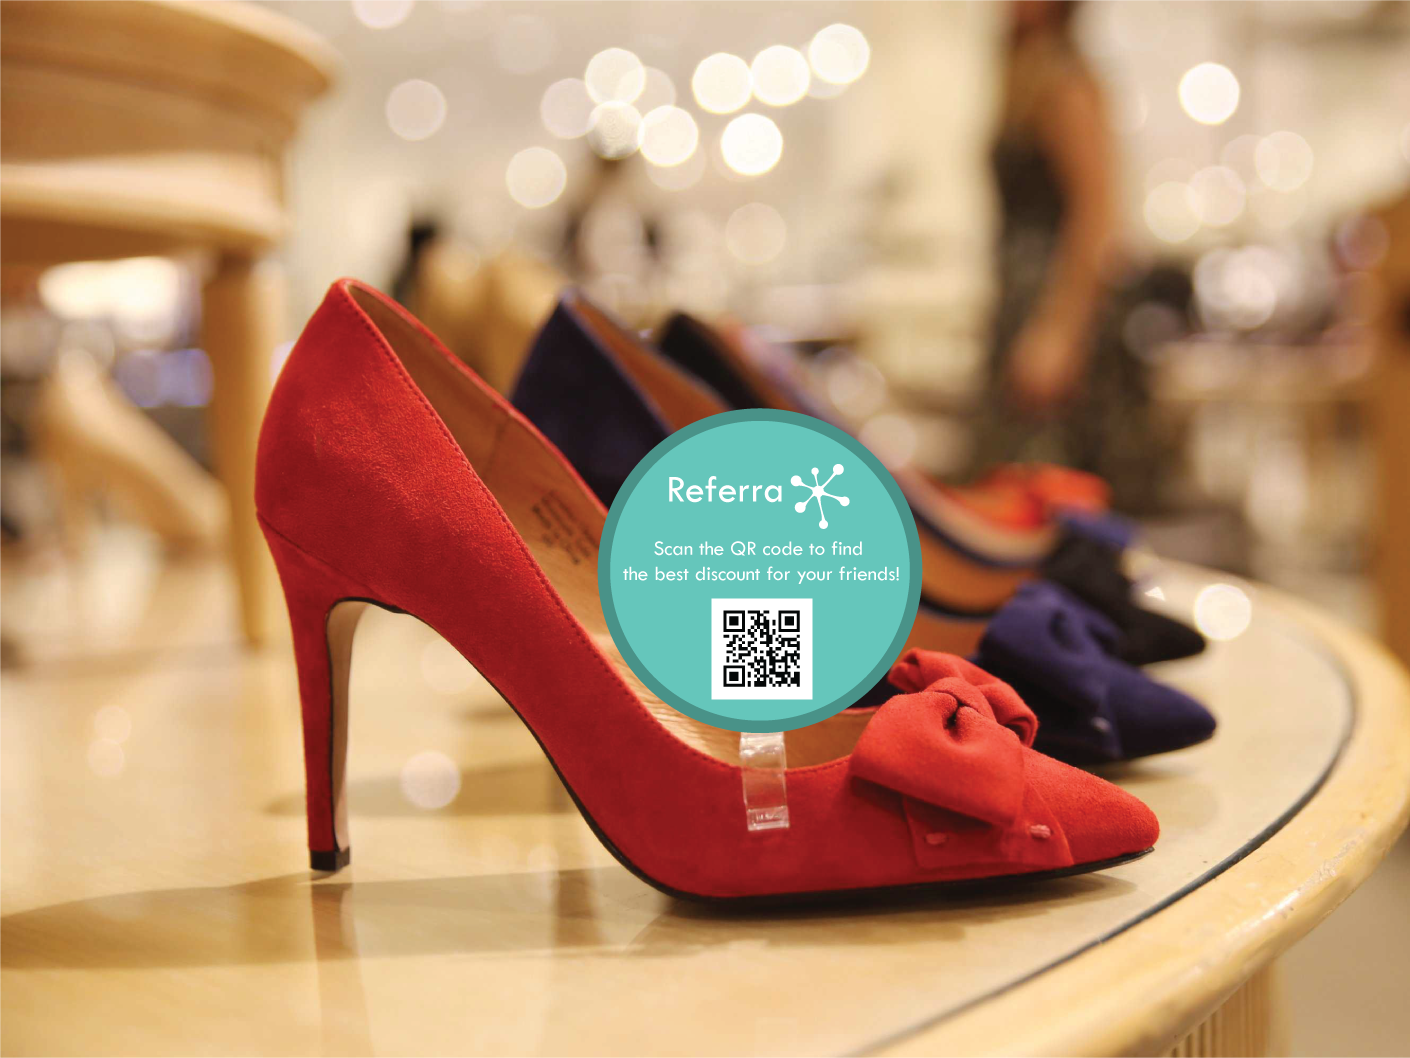 Referra
Scan the QR code to find
the best discount for your friends!